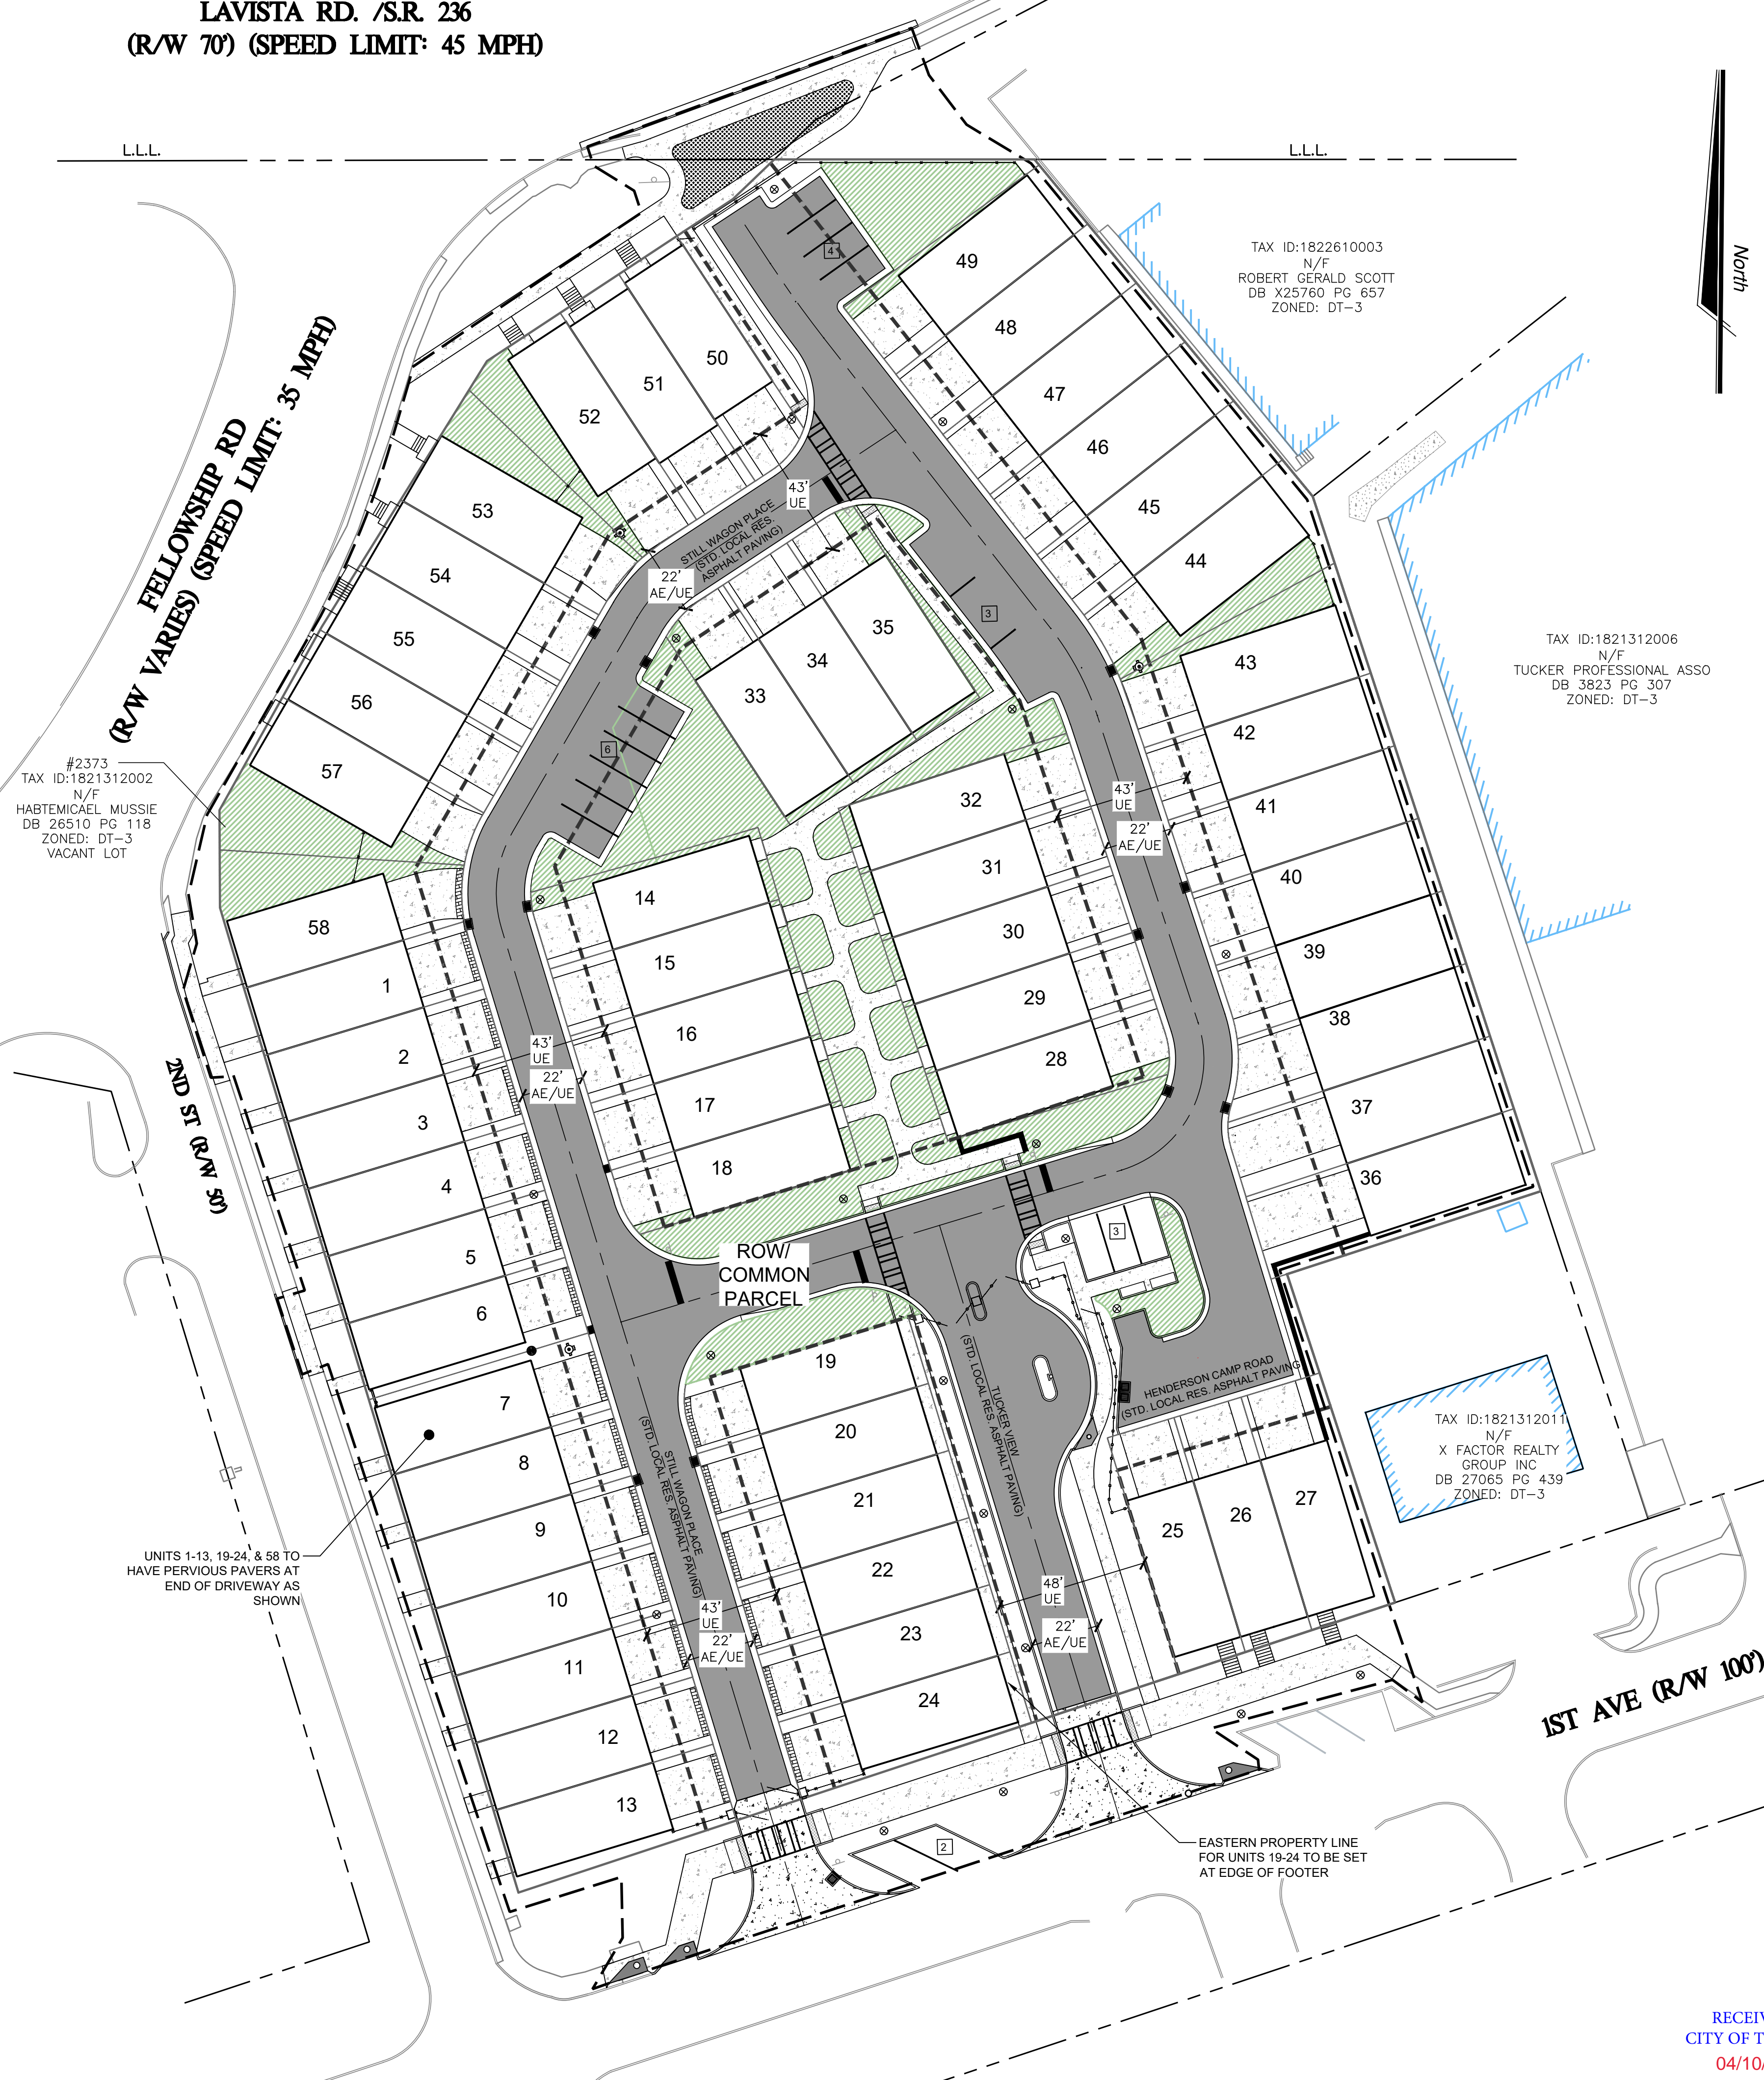 LAVISTA RD. /S.R. 236
(R/W 70') (SPEED LIMIT: 45 MPH)
L.L.L.
L.L.L.
North
TAX ID:1822610003
N/F
ROBERT GERALD SCOTT
DB X25760 PG 657
ZONED: DT-3
FELLOWSHIP RD
(R/W VARIES) (SPEED LIMIT: 35 MPH)
4
49
48
47
46
45
44
50
51
52
53
54
55
56
57
43'
UE
STILL WAGON PLACE
(STD. LOCAL RES.
ASPHALT PAVING)
22'
AE/UE
3
35
34
33
6
TAX ID:1821312006
N/F
TUCKER PROFESSIONAL ASSO
DB 3823 PG 307
ZONED: DT-3
#2373
TAX ID:1821312002
N/F
HABTEMICAEL MUSSIE
DB 26510 PG 118
ZONED: DT-3
VACANT LOT
43
42
41
40
39
38
37
36
43'
UE
22'
AE/UE
32
31
30
29
28
14
15
16
17
18
58
1
2
3
4
5
6
43'
UE
22'
AE/UE
2ND ST (R/W 50')
ROW/
COMMON
PARCEL
3
7
8
9
10
11
12
13
19
20
21
22
23
24
STILL WAGON PLACE
(STD. LOCAL RES. ASPHALT PAVING)
TUCKER VIEW
(STD. LOCAL RES. ASPHALT PAVING)
HENDERSON CAMP ROAD
(STD. LOCAL RES. ASPHALT PAVING
25
26
27
TAX ID:1821312011
N/F
X FACTOR REALTY
GROUP INC
DB 27065 PG 439
ZONED: DT-3
UNITS 1-13, 19-24, & 58 TO
HAVE PERVIOUS PAVERS AT
END OF DRIVEWAY AS
SHOWN
43'
UE
22'
AE/UE
48'
UE
22'
AE/UE
1ST AVE (R/W 100')
2
EASTERN PROPERTY LINE
FOR UNITS 19-24 TO BE SET
AT EDGE OF FOOTER
RECEIV
CITY OF T
04/10/